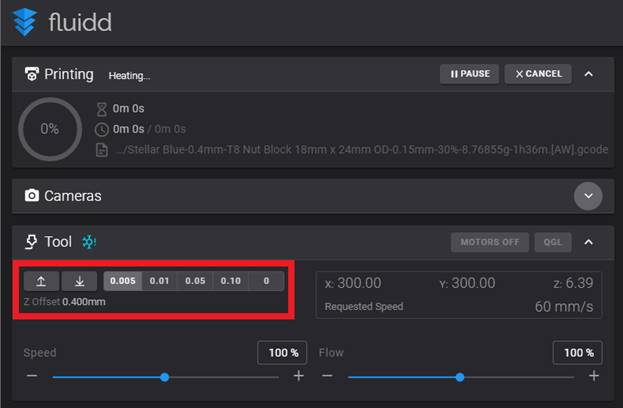 fluidd
Printing Heating... PAUSE CANCEL
0% 0m 0s
0m 0s / 0m 0s
.../Stellar Blue-0.4mm-T8 Nut Block 18mm x 24mm OD-0.15mm-30%-8.76855g-1h36m.[AW].gcode
Cameras
Tool MOTORS OFF QGL
0.005 0.01 0.05 0.10 0 X: 300.00 Y: 300.00 Z: 6.39
Z Offset 0.400mm Requested Speed 60 mm/s
Speed 100 % Flow 100 %